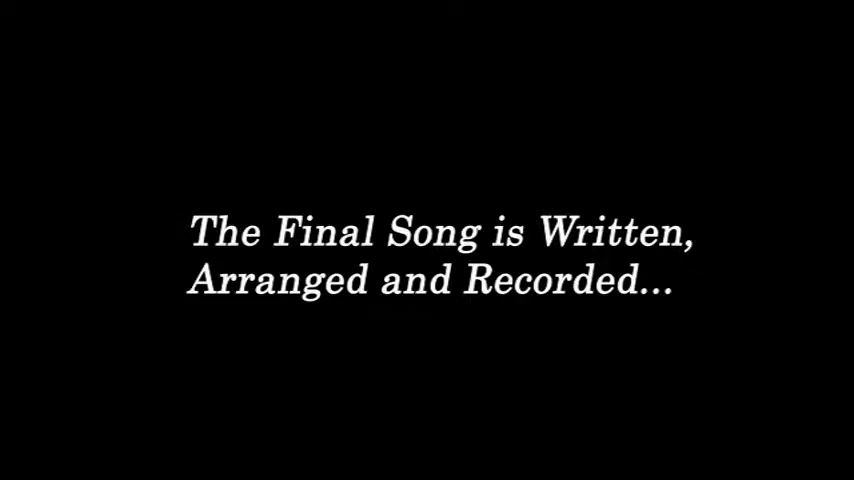 The Final Song is Written,
Arranged and Recorded...